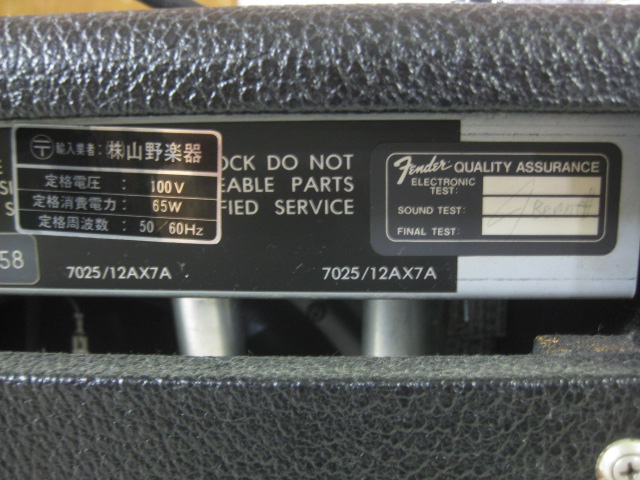 〒 輸入業者: ㈱山野楽器
定格電圧 : 100V
定格消費電力: 65W
定格周波数 : 50/60Hz
OCK DO NOT
EABLE PARTS
FIED SERVICE
58
7025/12AX7A
7025/12AX7A
Fender QUALITY ASSURANCE
ELECTRONIC
TEST:
SOUND TEST:
FINAL TEST: